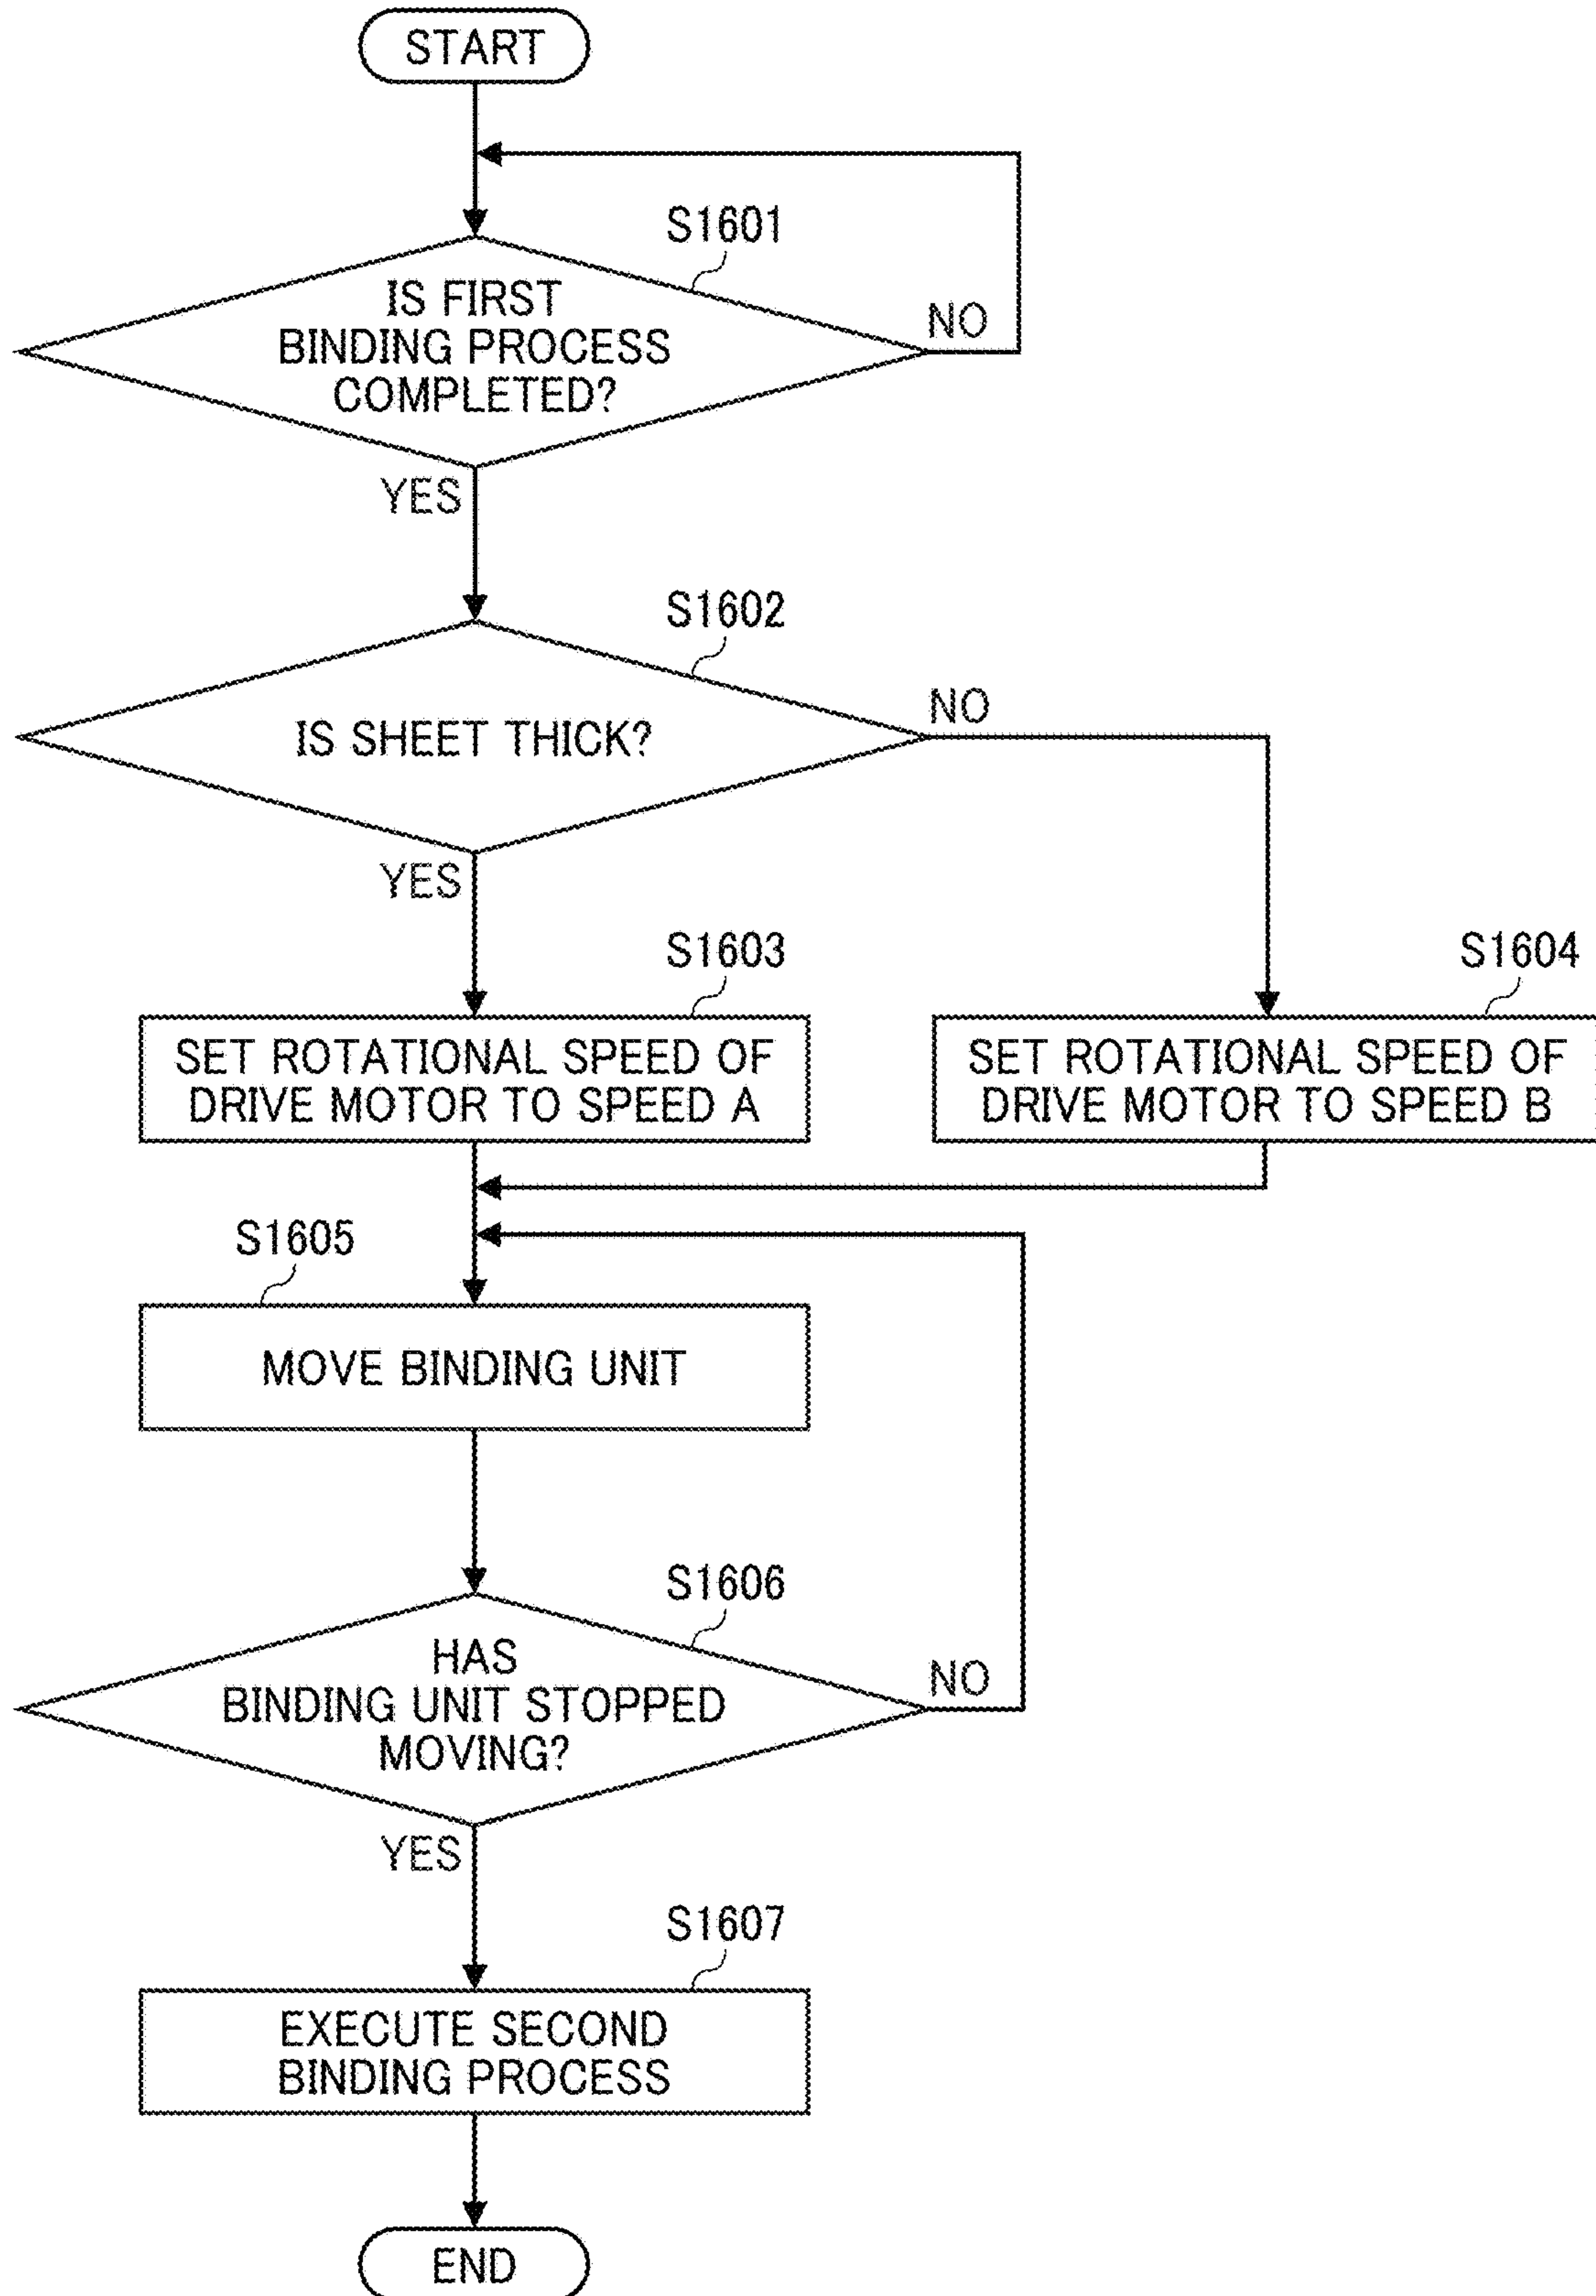 START
S1601
IS FIRST
BINDING PROCESS
COMPLETED?
NO
YES
S1602
IS SHEET THICK?
NO
YES
S1603
SET ROTATIONAL SPEED OF
DRIVE MOTOR TO SPEED A
S1604
SET ROTATIONAL SPEED OF
DRIVE MOTOR TO SPEED B
S1605
MOVE BINDING UNIT
S1606
HAS
BINDING UNIT STOPPED
MOVING?
NO
YES
S1607
EXECUTE SECOND
BINDING PROCESS
END